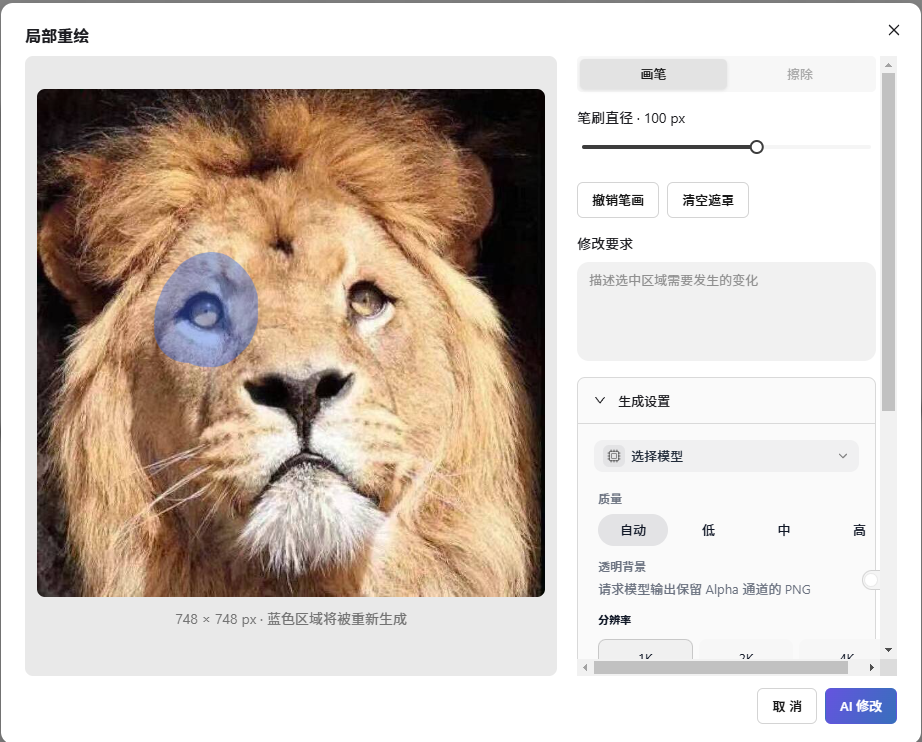 局部重绘
画笔
擦除
笔刷直径 · 100 px
撤销笔画
清空遮罩
修改要求
描述选中区域需要发生的变化
生成设置
选择模型
质量
自动
低
中
高
透明背景
请求模型输出保留 Alpha 通道的 PNG
分辨率
1K
2K
4K
748 × 748 px · 蓝色区域将被重新生成
取 消
AI 修改